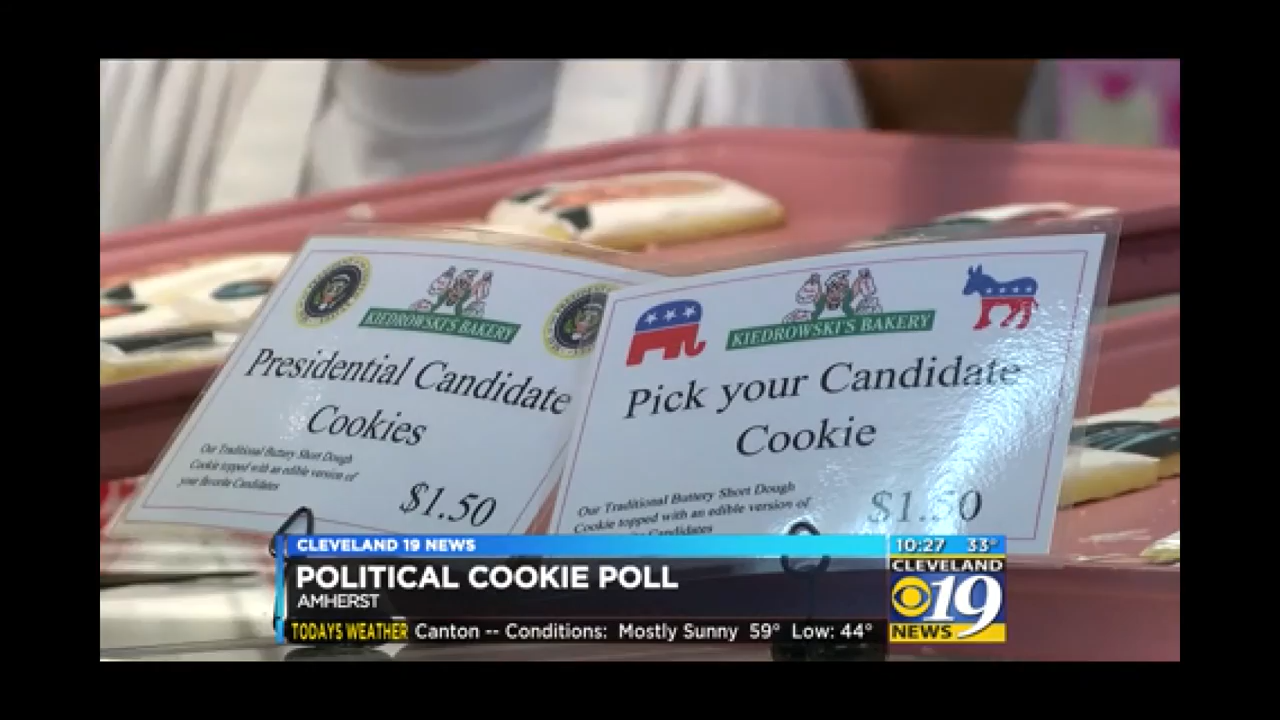 KIEDROWSKI'S BAKERY
Presidential Candidate
Cookies
Our Traditional Buttery Short Dough
Cookie topped with an edible version of
your favorite Candidates
$1.50
KIEDROWSKI'S BAKERY
Pick your Candidate
Cookie
Our Traditional Buttery Short Dough
Cookie topped with an edible version of
Candidates
$1.50
CLEVELAND 19 NEWS
POLITICAL COOKIE POLL
AMHERST
TODAYS WEATHER Canton -- Conditions: Mostly Sunny 59° Low: 44°
10:27 33°
CLEVELAND
19
NEWS